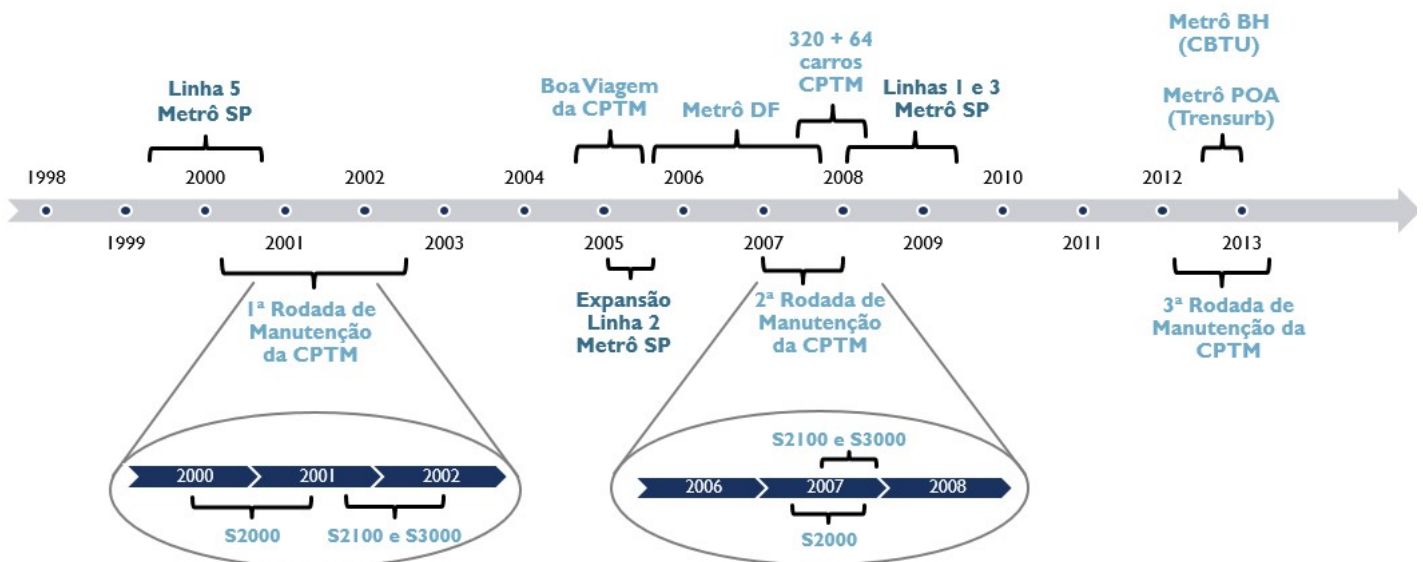 Metrô BH
(CBTU)
320 + 64
carros
CPTM
Linha 5
Metrô SP
Boa Viagem
da CPTM
Metrô DF
Linhas 1 e 3
Metrô SP
Metrô POA
(Trensurb)
1998 2000 2002 2004 2006 2008 2010 2012
1999 2001 2003 2005 2007 2009 2011 2013
1ª Rodada de
Manutenção
da CPTM
Expansão
Linha 2
Metrô SP
2ª Rodada de
Manutenção
da CPTM
3ª Rodada de
Manutenção da
CPTM
2000 2001 2002
S2000 S2100 e S3000
S2100 e S3000
2006 2007 2008
S2000